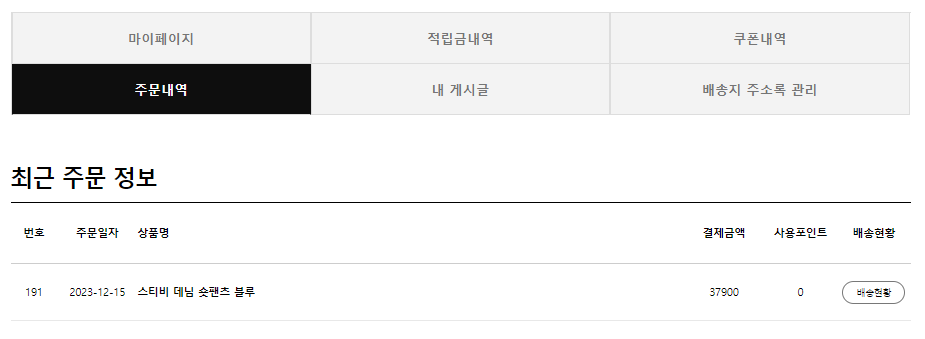 마이페이지 적립금내역 쿠폰내역
주문내역 내 게시글 배송지 주소록 관리
최근 주문 정보
번호 주문일자 상품명 결제금액 사용포인트 배송현황
191 2023-12-15 스티비 데님 숏팬츠 블루 37900 0 배송현황